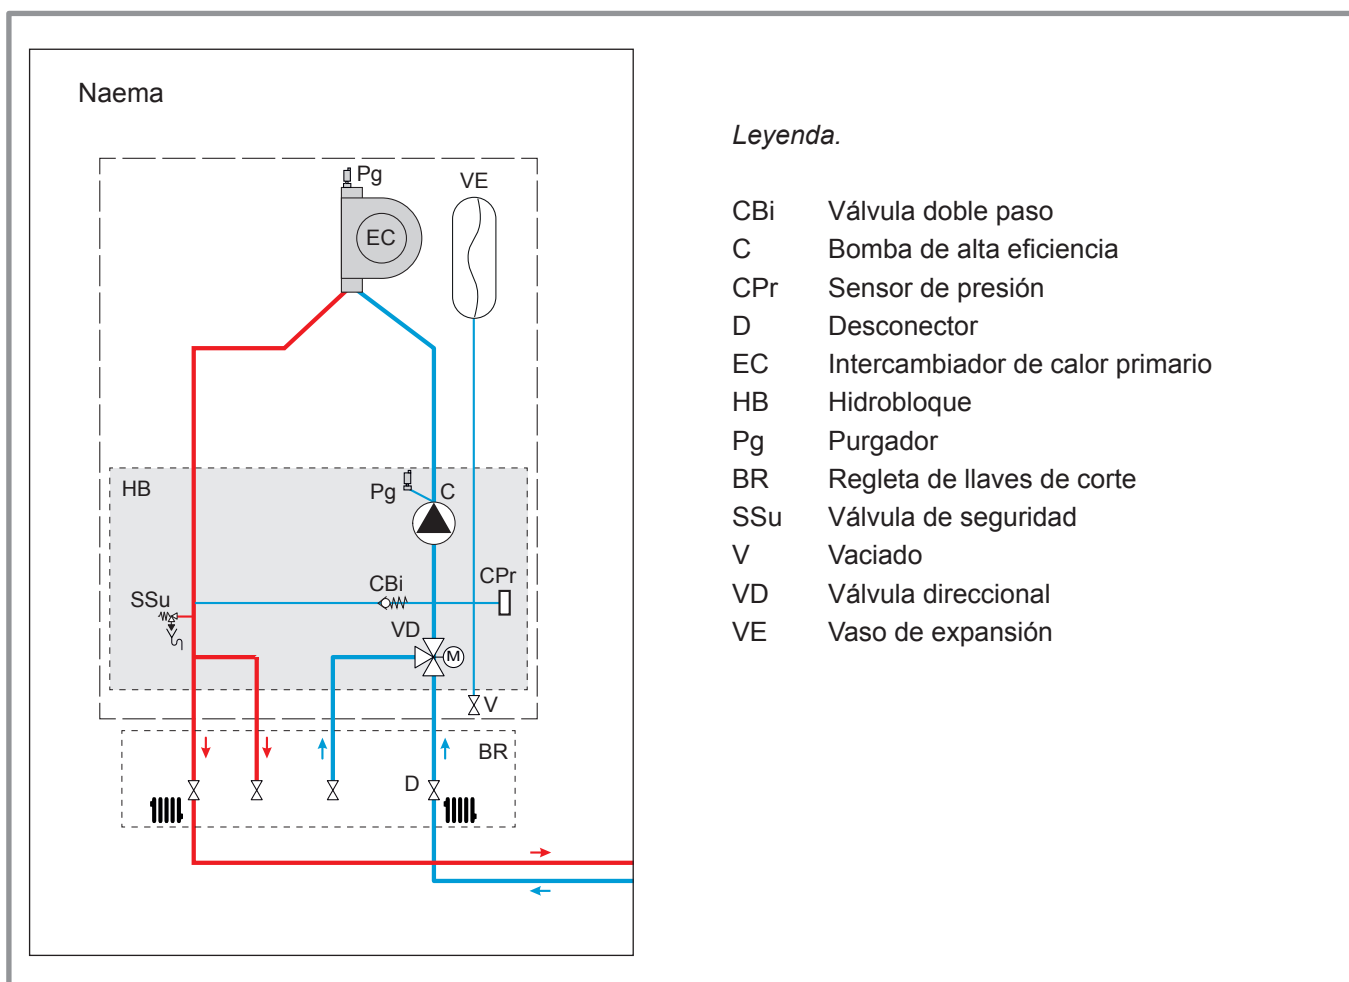 Naema
Pg
VE
EC
HB
Pg
C
CBi
CPr
SSu
VD
M
V
BR
D
Leyenda.
CBi Válvula doble paso
C Bomba de alta eficiencia
CPr Sensor de presión
D Desconector
EC Intercambiador de calor primario
HB Hidrobloque
Pg Purgador
BR Regleta de llaves de corte
SSu Válvula de seguridad
V Vaciado
VD Válvula direccional
VE Vaso de expansión